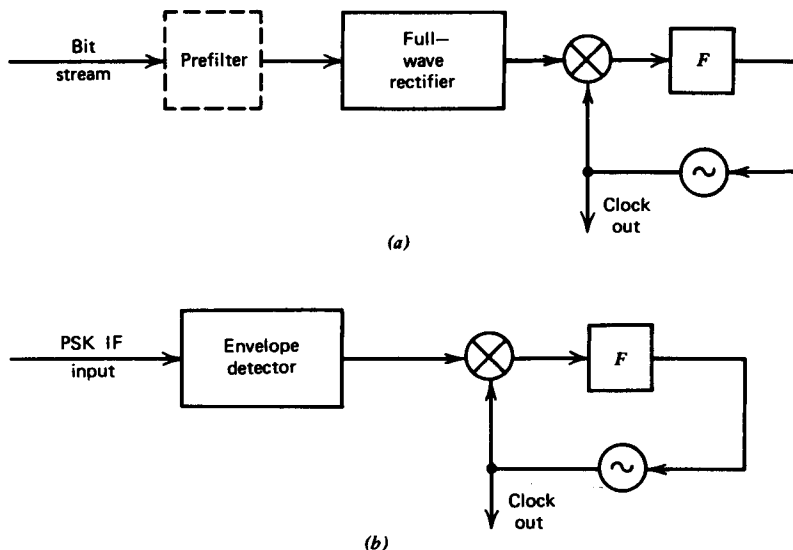 Bit
stream
Prefilter
Full—
wave
rectifier
F
~
Clock
out
(a)
PSK IF
input
Envelope
detector
F
~
Clock
out
(b)